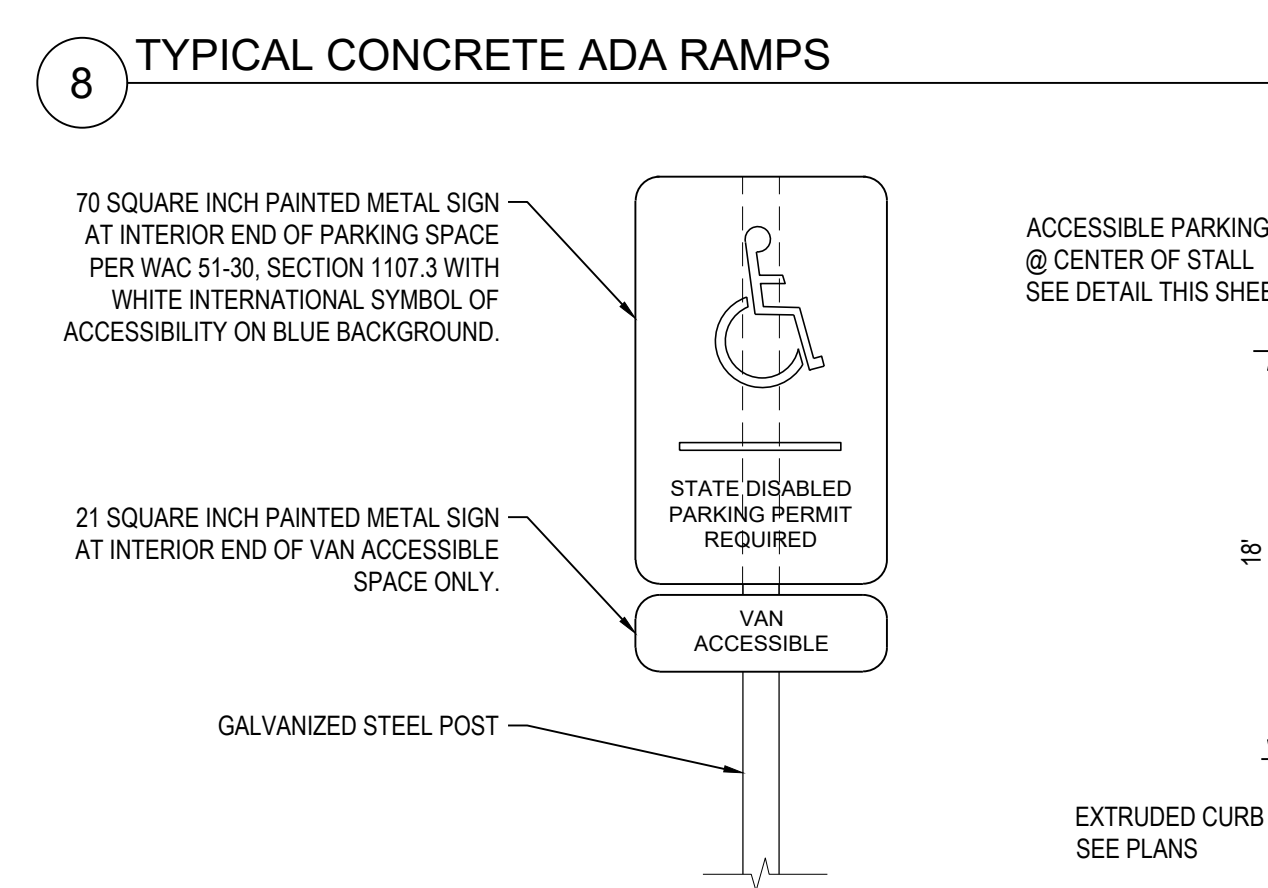 8
TYPICAL CONCRETE ADA RAMPS
70 SQUARE INCH PAINTED METAL SIGN
AT INTERIOR END OF PARKING SPACE
PER WAC 51-30, SECTION 1107.3 WITH
WHITE INTERNATIONAL SYMBOL OF
ACCESSIBILITY ON BLUE BACKGROUND.
21 SQUARE INCH PAINTED METAL SIGN
AT INTERIOR END OF VAN ACCESSIBLE
SPACE ONLY.
GALVANIZED STEEL POST
STATE DISABLED
PARKING PERMIT
REQUIRED
VAN
ACCESSIBLE
ACCESSIBLE PARKING
@ CENTER OF STALL
SEE DETAIL THIS SHEE
18'
EXTRUDED CURB
SEE PLANS